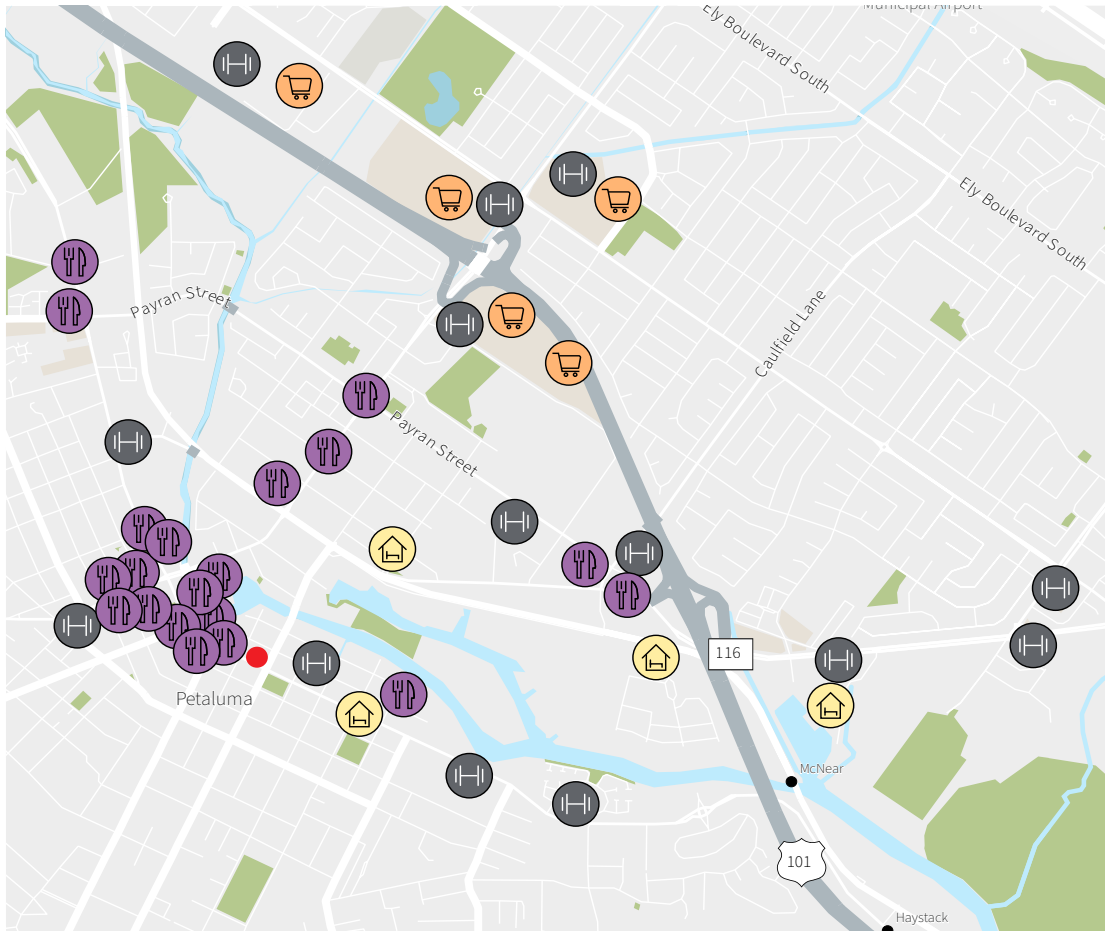 Municipal Airport
Ely Boulevard South
Ely Boulevard South
Payran Street
Caulfield Lane
Payran Street
116
Petaluma
McNear
101
Haystack